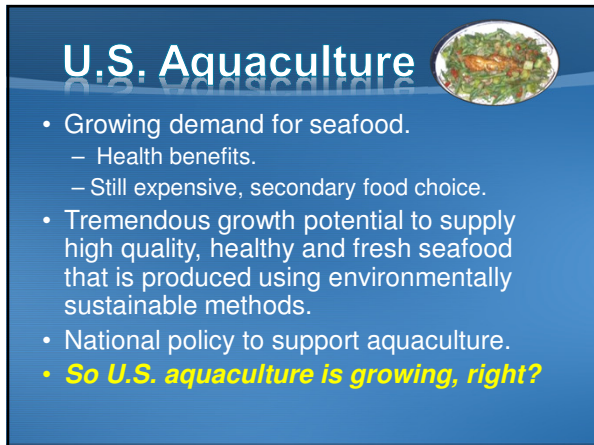 U.S. Aquaculture
• Growing demand for seafood.
– Health benefits.
– Still expensive, secondary food choice.
• Tremendous growth potential to supply
high quality, healthy and fresh seafood
that is produced using environmentally
sustainable methods.
• National policy to support aquaculture.
• So U.S. aquaculture is growing, right?